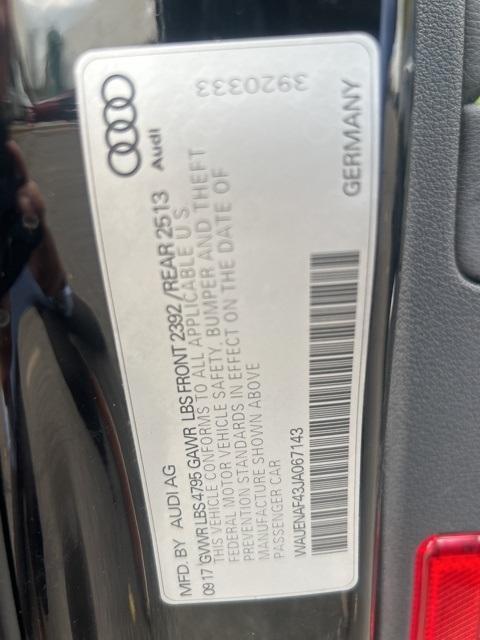 Audi
MFD. BY AUDI AG
0917 GVWR LBS 4795 GAWR LBS FRONT 2392 / REAR 2513
THIS VEHICLE CONFORMS TO ALL APPLICABLE U S
FEDERAL MOTOR VEHICLE SAFETY, BUMPER AND THEFT
PREVENTION STANDARDS IN EFFECT ON THE DATE OF
MANUFACTURE SHOWN ABOVE
PASSENGER CAR
WAUENAF43JA067143
GERMANY
3920333